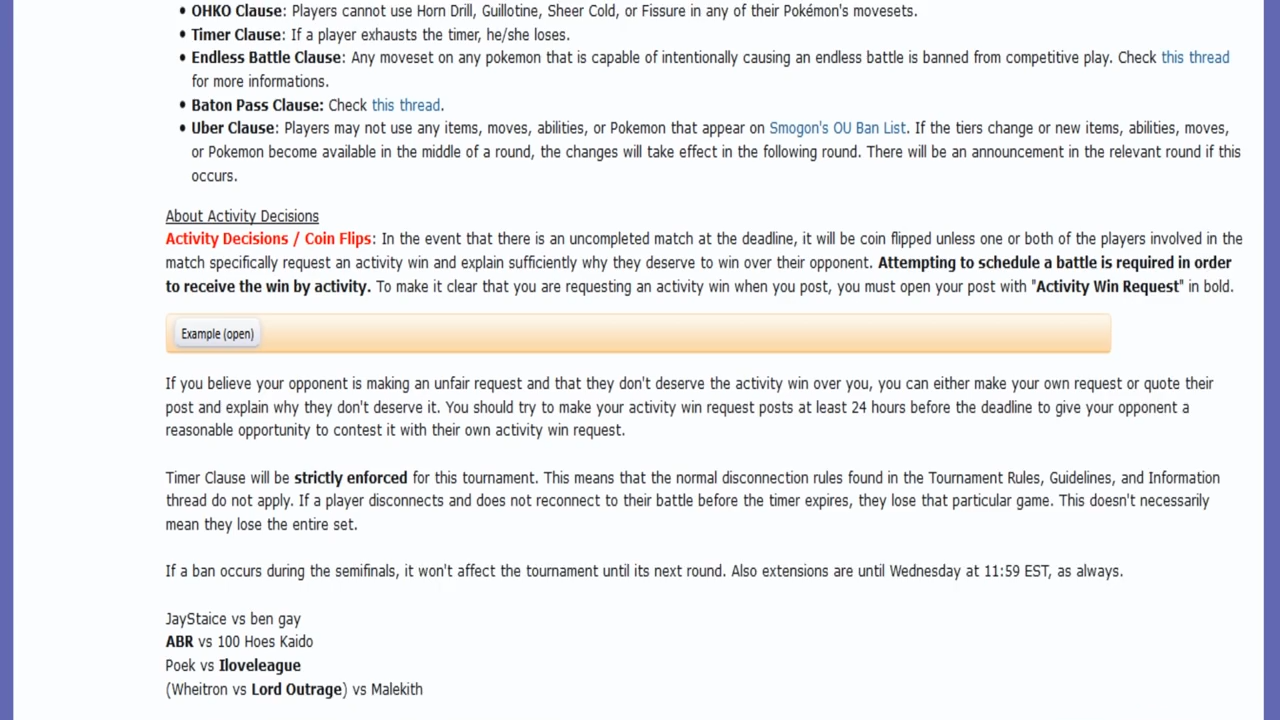 • OHKO Clause: Players cannot use Horn Drill, Guillotine, Sheer Cold, or Fissure in any of their Pokémon's movesets.
• Timer Clause: If a player exhausts the timer, he/she loses.
• Endless Battle Clause: Any moveset on any pokemon that is capable of intentionally causing an endless battle is banned from competitive play. Check this thread
for more informations.
• Baton Pass Clause: Check this thread.
• Uber Clause: Players may not use any items, moves, abilities, or Pokemon that appear on Smogon's OU Ban List. If the tiers change or new items, abilities, moves,
or Pokemon become available in the middle of a round, the changes will take effect in the following round. There will be an announcement in the relevant round if this
occurs.
About Activity Decisions
Activity Decisions / Coin Flips: In the event that there is an uncompleted match at the deadline, it will be coin flipped unless one or both of the players involved in the
match specifically request an activity win and explain sufficiently why they deserve to win over their opponent. Attempting to schedule a battle is required in order
to receive the win by activity. To make it clear that you are requesting an activity win when you post, you must open your post with "Activity Win Request" in bold.
Example (open)
If you believe your opponent is making an unfair request and that they don't deserve the activity win over you, you can either make your own request or quote their
post and explain why they don't deserve it. You should try to make your activity win request posts at least 24 hours before the deadline to give your opponent a
reasonable opportunity to contest it with their own activity win request.
Timer Clause will be strictly enforced for this tournament. This means that the normal disconnection rules found in the Tournament Rules, Guidelines, and Information
thread do not apply. If a player disconnects and does not reconnect to their battle before the timer expires, they lose that particular game. This doesn't necessarily
mean they lose the entire set.
If a ban occurs during the semifinals, it won't affect the tournament until its next round. Also extensions are until Wednesday at 11:59 EST, as always.
JayStaice vs ben gay
ABR vs 100 Hoes Kaido
Poek vs Iloveleague
(Wheitron vs Lord Outrage) vs Malekith